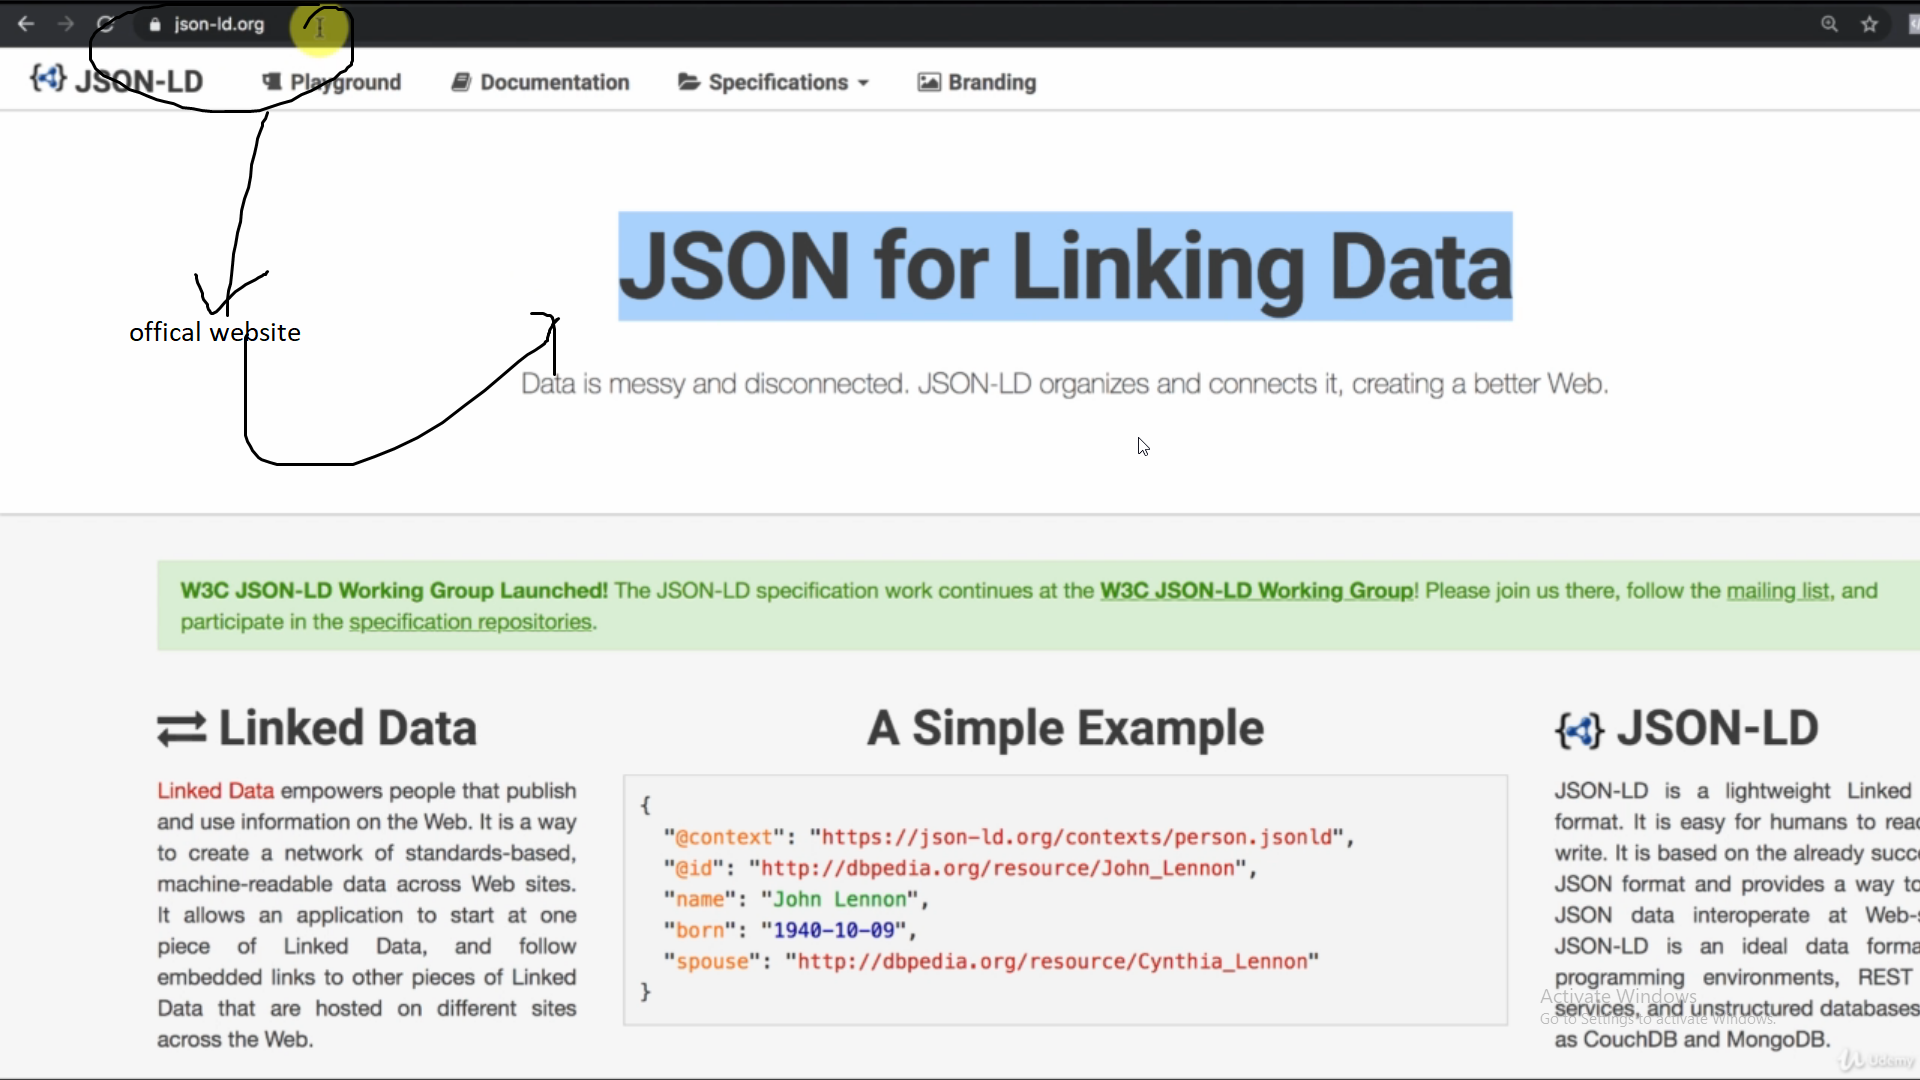 json-ld.org
JSON-LD Playground Documentation Specifications Branding
JSON for Linking Data
offical website
Data is messy and disconnected. JSON-LD organizes and connects it, creating a better Web.
W3C JSON-LD Working Group Launched! The JSON-LD specification work continues at the W3C JSON-LD Working Group! Please join us there, follow the mailing list, and
participate in the specification repositories.
Linked Data
Linked Data empowers people that publish
and use information on the Web. It is a way
to create a network of standards-based,
machine-readable data across Web sites.
It allows an application to start at one
piece of Linked Data, and follow
embedded links to other pieces of Linked
Data that are hosted on different sites
across the Web.
A Simple Example
{
"@context": "https://json-ld.org/contexts/person.jsonld",
"@id": "http://dbpedia.org/resource/John_Lennon",
"name": "John Lennon",
"born": "1940-10-09",
"spouse": "http://dbpedia.org/resource/Cynthia_Lennon"
}
JSON-LD
JSON-LD is a lightweight Linked
format. It is easy for humans to
write. It is based on the already
JSON format and provides a way to
JSON data interoperate at
JSON-LD is an ideal data
programming environments, REST
services, and unstructured databases
as CouchDB and MongoDB.
Activate Windows
Go to Settings to activate Windows.
Udemy